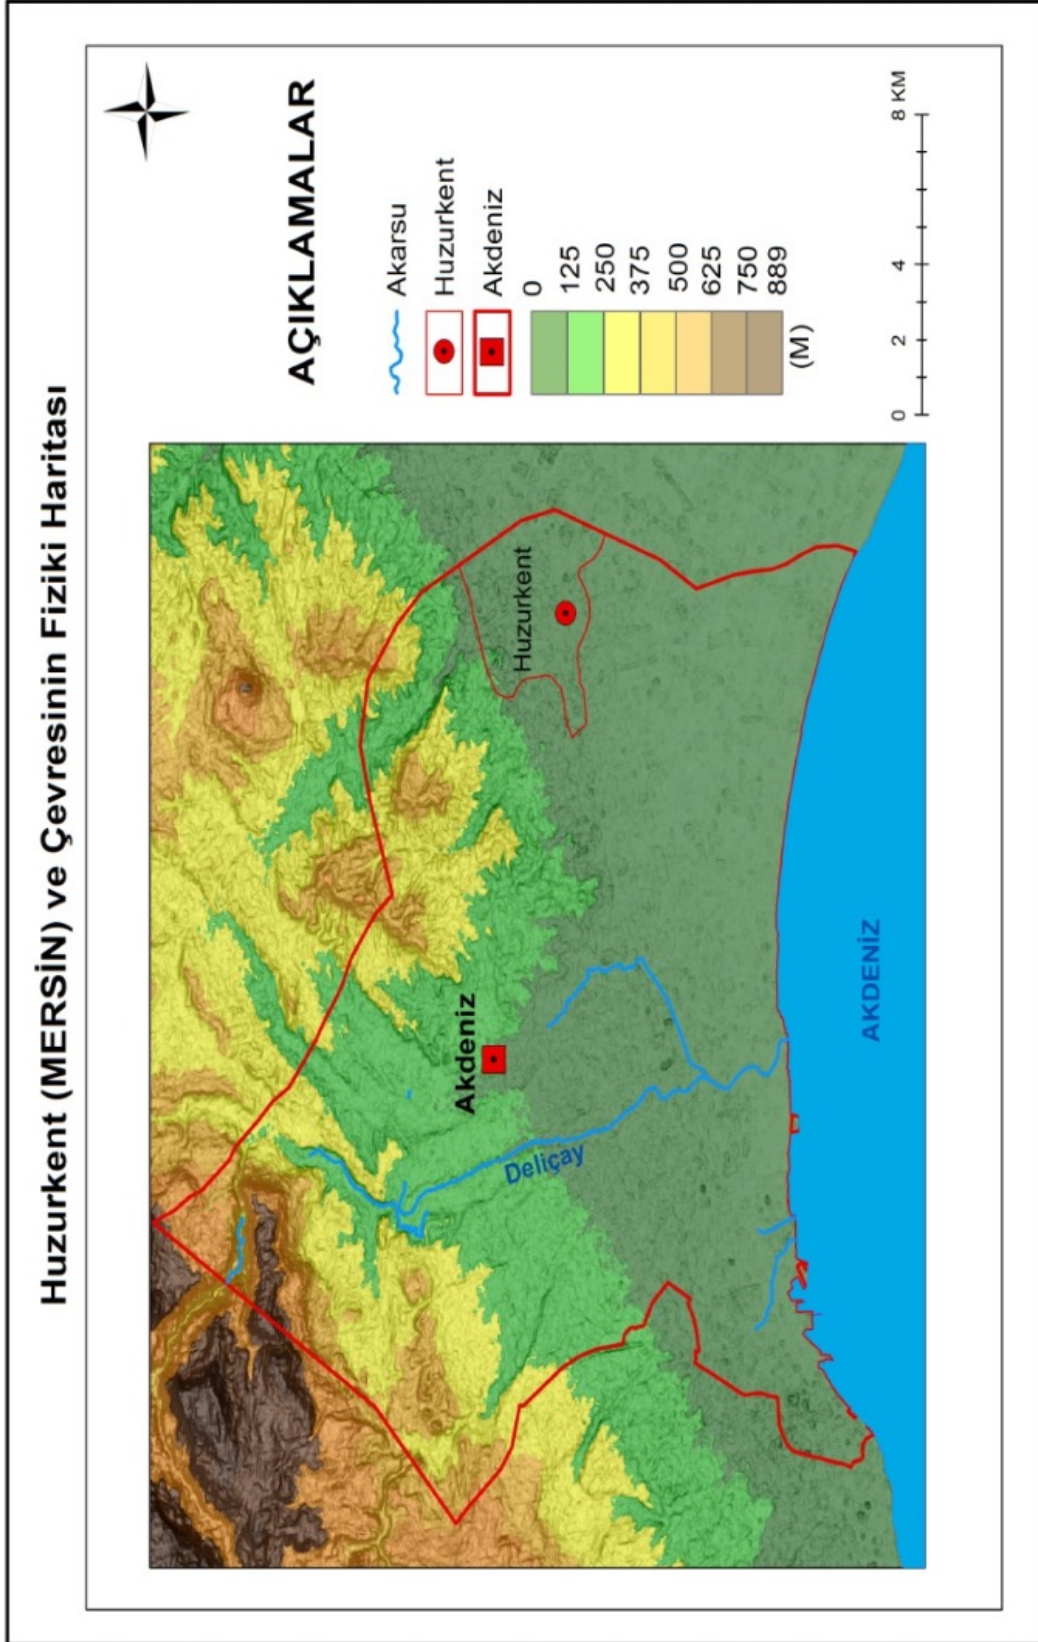 Huzurkent (MERSİN) ve Çevresinin Fiziki Haritası
AÇIKLAMALAR
Akarsu
Huzurkent
Akdeniz
0
125
250
375
500
625
750
889
(M)
0 2 4 8 KM
Huzurkent
Akdeniz
Deliçay
AKDENİZ